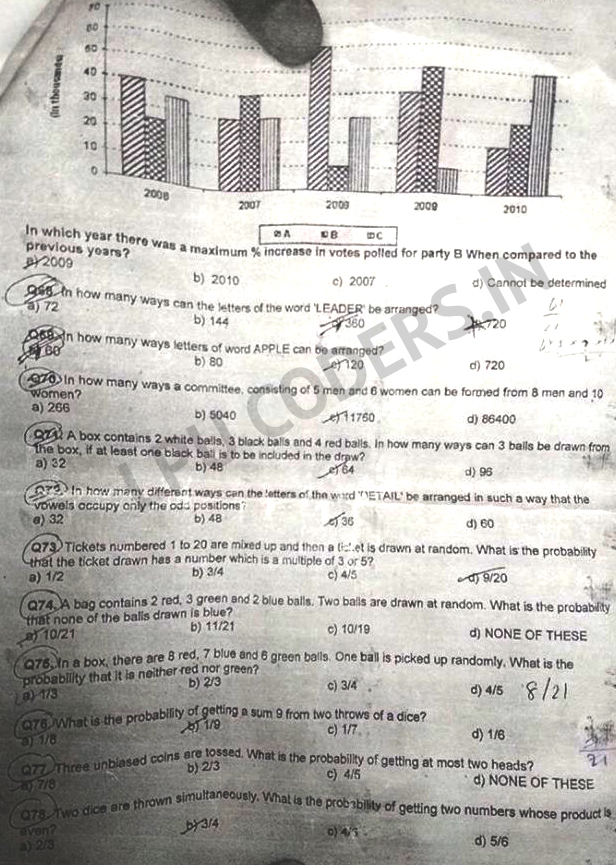 70
60
50
40
30
20
10
0
(In thousands)
2006
2007
2008
2009
2010
A B C
In which year there was a maximum % increase in votes polled for party B When compared to the
previous years?
a) 2009
b) 2010
c) 2007
d) Cannot be determined
Q68. In how many ways can the letters of the word 'LEADER' be arranged?
a) 72
b) 144
c) 360
d) 720
Q69. In how many ways letters of word APPLE can be arranged?
a) 60
b) 80
c) 120
d) 720
Q70. In how many ways a committee, consisting of 5 men and 6 women can be formed from 8 men and 10
women?
a) 266
b) 5040
c) 11760
d) 86400
Q71. A box contains 2 white balls, 3 black balls and 4 red balls. In how many ways can 3 balls be drawn from
the box, if at least one black ball is to be included in the draw?
a) 32
b) 48
c) 64
d) 96
Q72. In how many different ways can the letters of the word 'DETAIL' be arranged in such a way that the
vowels occupy only the odd positions?
a) 32
b) 48
c) 36
d) 60
Q73. Tickets numbered 1 to 20 are mixed up and then a ticket is drawn at random. What is the probability
that the ticket drawn has a number which is a multiple of 3 or 5?
a) 1/2
b) 3/4
c) 4/5
d) 9/20
Q74. A bag contains 2 red, 3 green and 2 blue balls. Two balls are drawn at random. What is the probability
that none of the balls drawn is blue?
a) 10/21
b) 11/21
c) 10/19
d) NONE OF THESE
Q75. In a box, there are 8 red, 7 blue and 6 green balls. One ball is picked up randomly. What is the
probability that it is neither red nor green?
a) 1/3
b) 2/3
c) 3/4
d) 4/5
8/21
Q76. What is the probability of getting a sum 9 from two throws of a dice?
a) 1/8
b) 1/9
c) 1/7
d) 1/6
21
Q77. Three unbiased coins are tossed. What is the probability of getting at most two heads?
a) 7/8
b) 2/3
c) 4/5
d) NONE OF THESE
Q78. Two dice are thrown simultaneously. What is the probability of getting two numbers whose product is
even?
a) 2/3
b) 3/4
c) 4/5
d) 5/6
LPU CODERS.IN